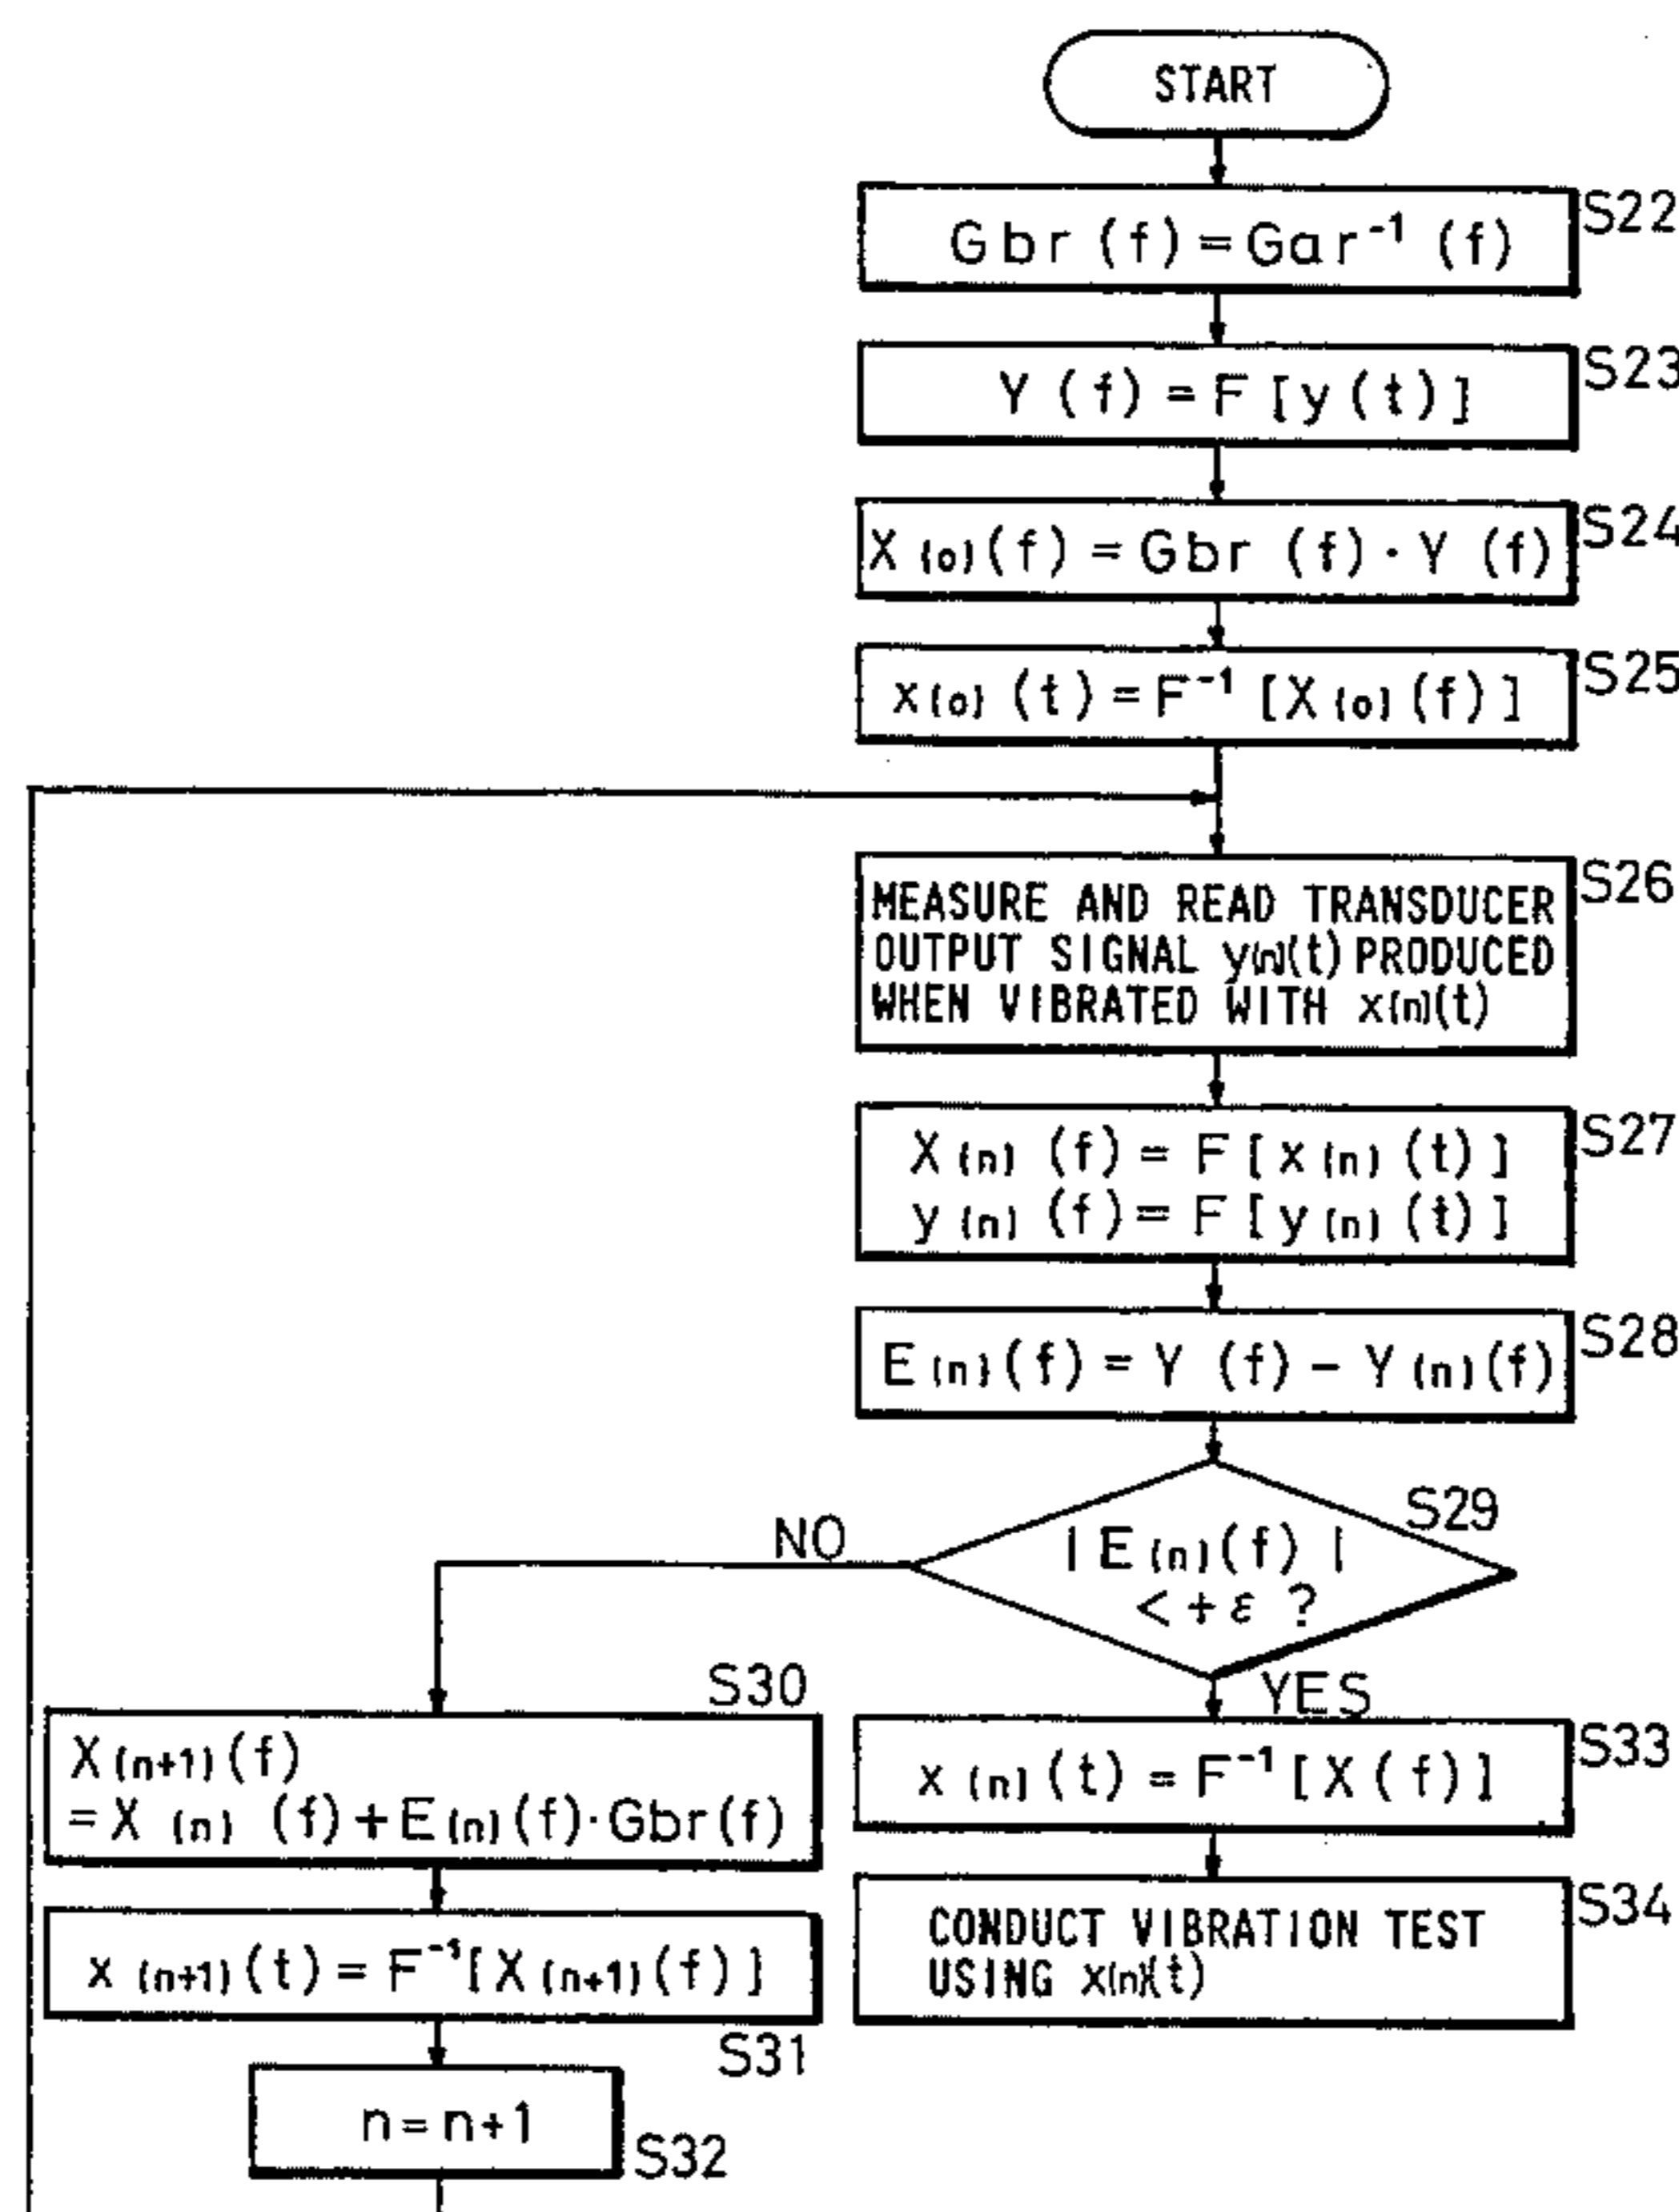 START
S22
Gbr (f) = Gar⁻¹ (f)
S23
Y (f) = F [y (t)]
S24
X (o) (f) = Gbr (f) · Y (f)
S25
x (o) (t) = F⁻¹ [X (o) (f)]
S26
MEASURE AND READ TRANSDUCER
OUTPUT SIGNAL y(n)(t) PRODUCED
WHEN VIBRATED WITH x(n)(t)
S27
X (n) (f) = F [x (n) (t)]
y (n) (f) = F [y (n) (t)]
S28
E (n) (f) = Y (f) - Y (n) (f)
S29
| E (n) (f) |
< + ε ?
NO
YES
S30
X (n+1) (f)
= X (n) (f) + E (n) (f) · Gbr (f)
x (n+1) (t) = F⁻¹ [X (n+1) (f)]
S31
n = n+1
S32
S33
x (n) (t) = F⁻¹ [X (f)]
S34
CONDUCT VIBRATION TEST
USING x(n)(t)